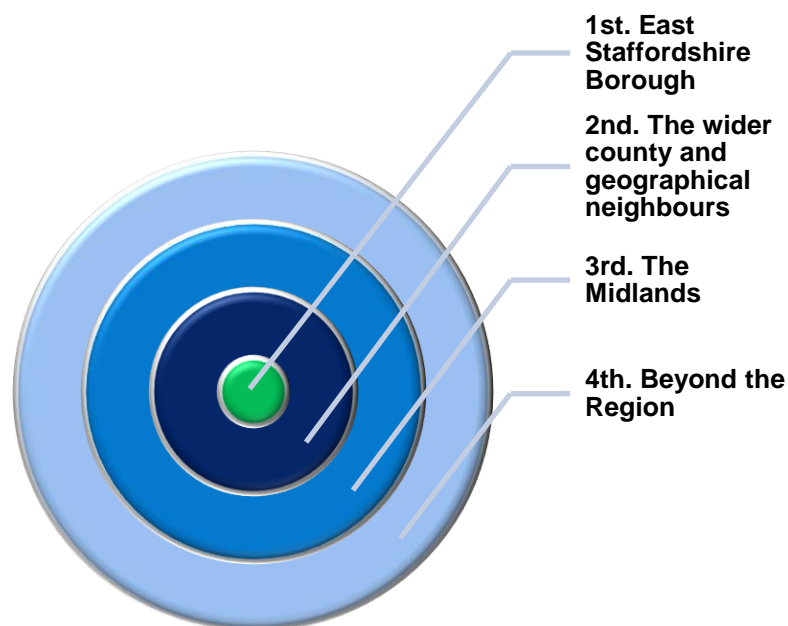 1st. East
Staffordshire
Borough
2nd. The wider
county and
geographical
neighbours
3rd. The
Midlands
4th. Beyond the
Region